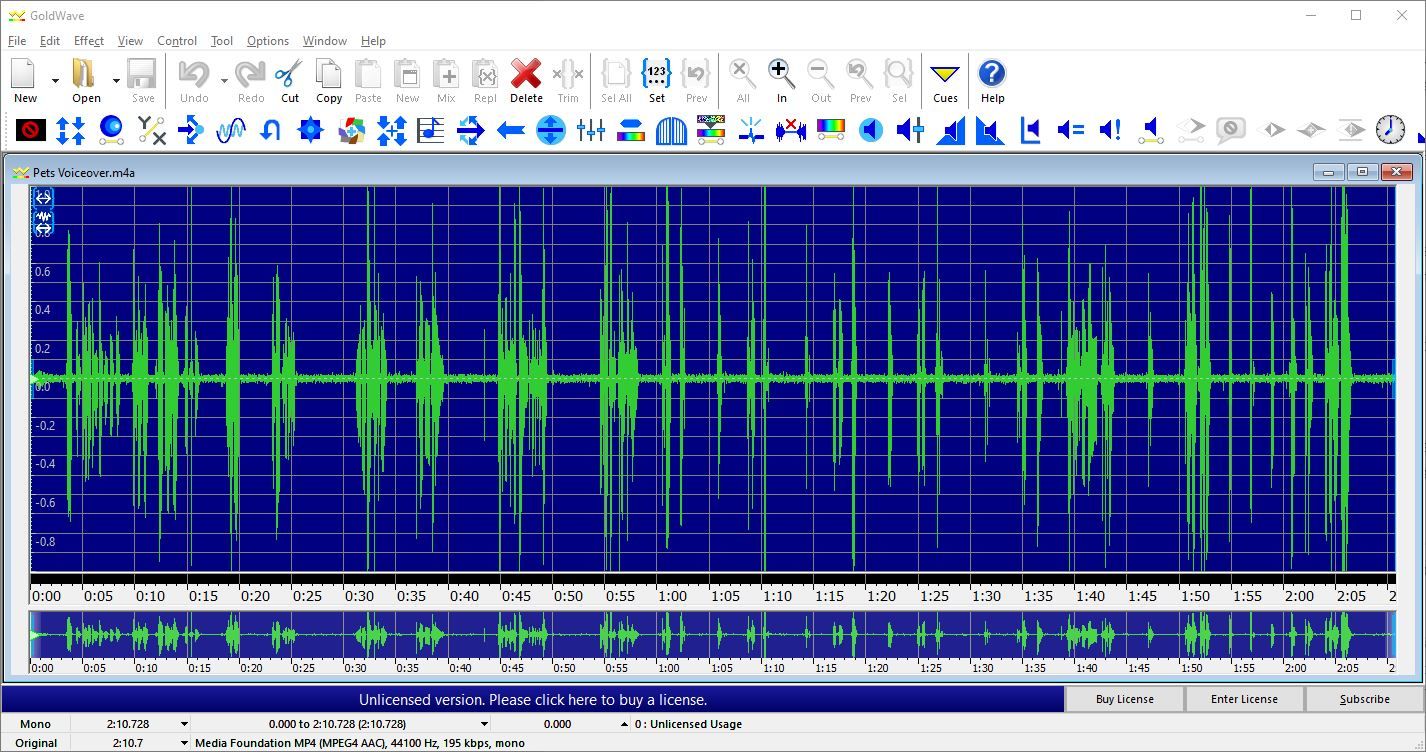 GoldWave
File Edit Effect View Control Tool Options Window Help
New Open Save Undo Redo Cut Copy Paste New Mix Repl Delete Trim Sel All Set Prev All In Out Prev Sel Cues Help
Pets Voiceover.m4a
1.0
0.8
0.6
0.4
0.2
0.0
-0.2
-0.4
-0.6
-0.8
0:00 0:05 0:10 0:15 0:20 0:25 0:30 0:35 0:40 0:45 0:50 0:55 1:00 1:05 1:10 1:15 1:20 1:25 1:30 1:35 1:40 1:45 1:50 1:55 2:00 2:05 2
0:00 0:05 0:10 0:15 0:20 0:25 0:30 0:35 0:40 0:45 0:50 0:55 1:00 1:05 1:10 1:15 1:20 1:25 1:30 1:35 1:40 1:45 1:50 1:55 2:00 2:05 2
Unlicensed version. Please click here to buy a license. Buy License Enter License Subscribe
Mono 2:10.728 0.000 to 2:10.728 (2:10.728) 0.000 0 : Unlicensed Usage
Original 2:10.7 Media Foundation MP4 (MPEG4 AAC), 44100 Hz, 195 kbps, mono